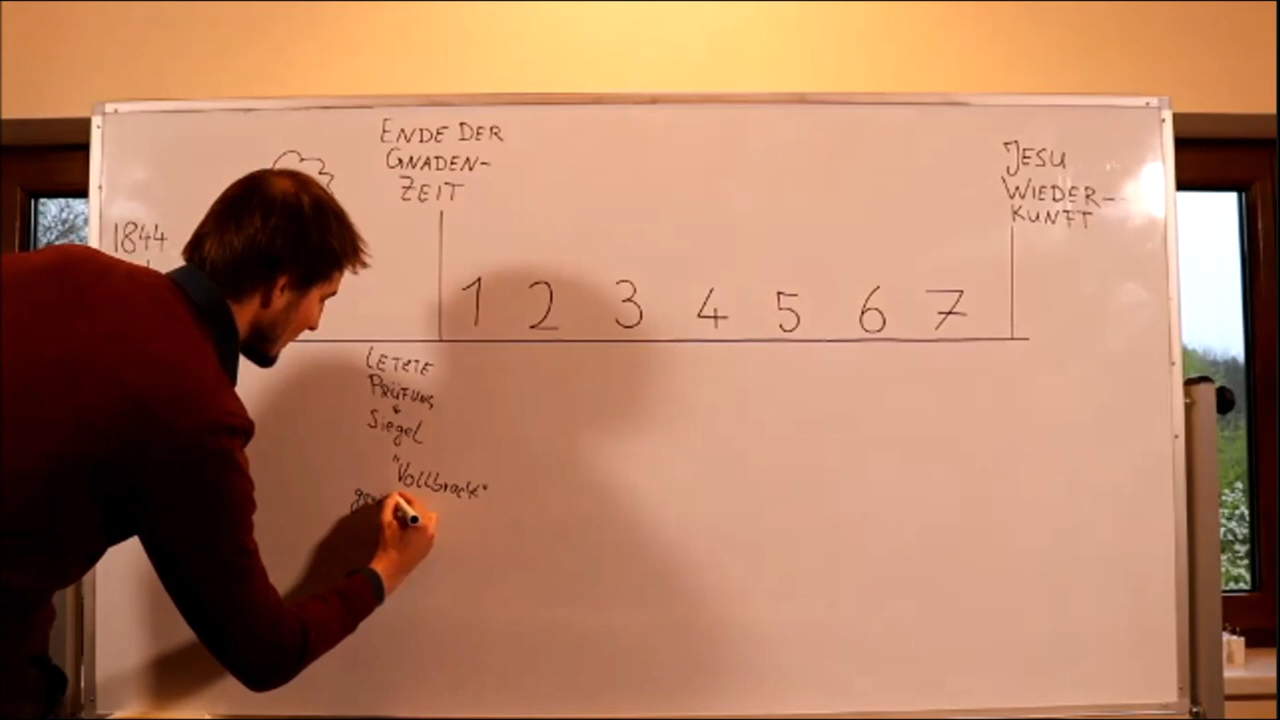 ENDE DER
GNADEN-
ZEIT
JESU
WIEDER-
KUNFT
1844
1 2 3 4 5 6 7
LETZTE
PRÜFUNG
Siegel
"Vollbracht"